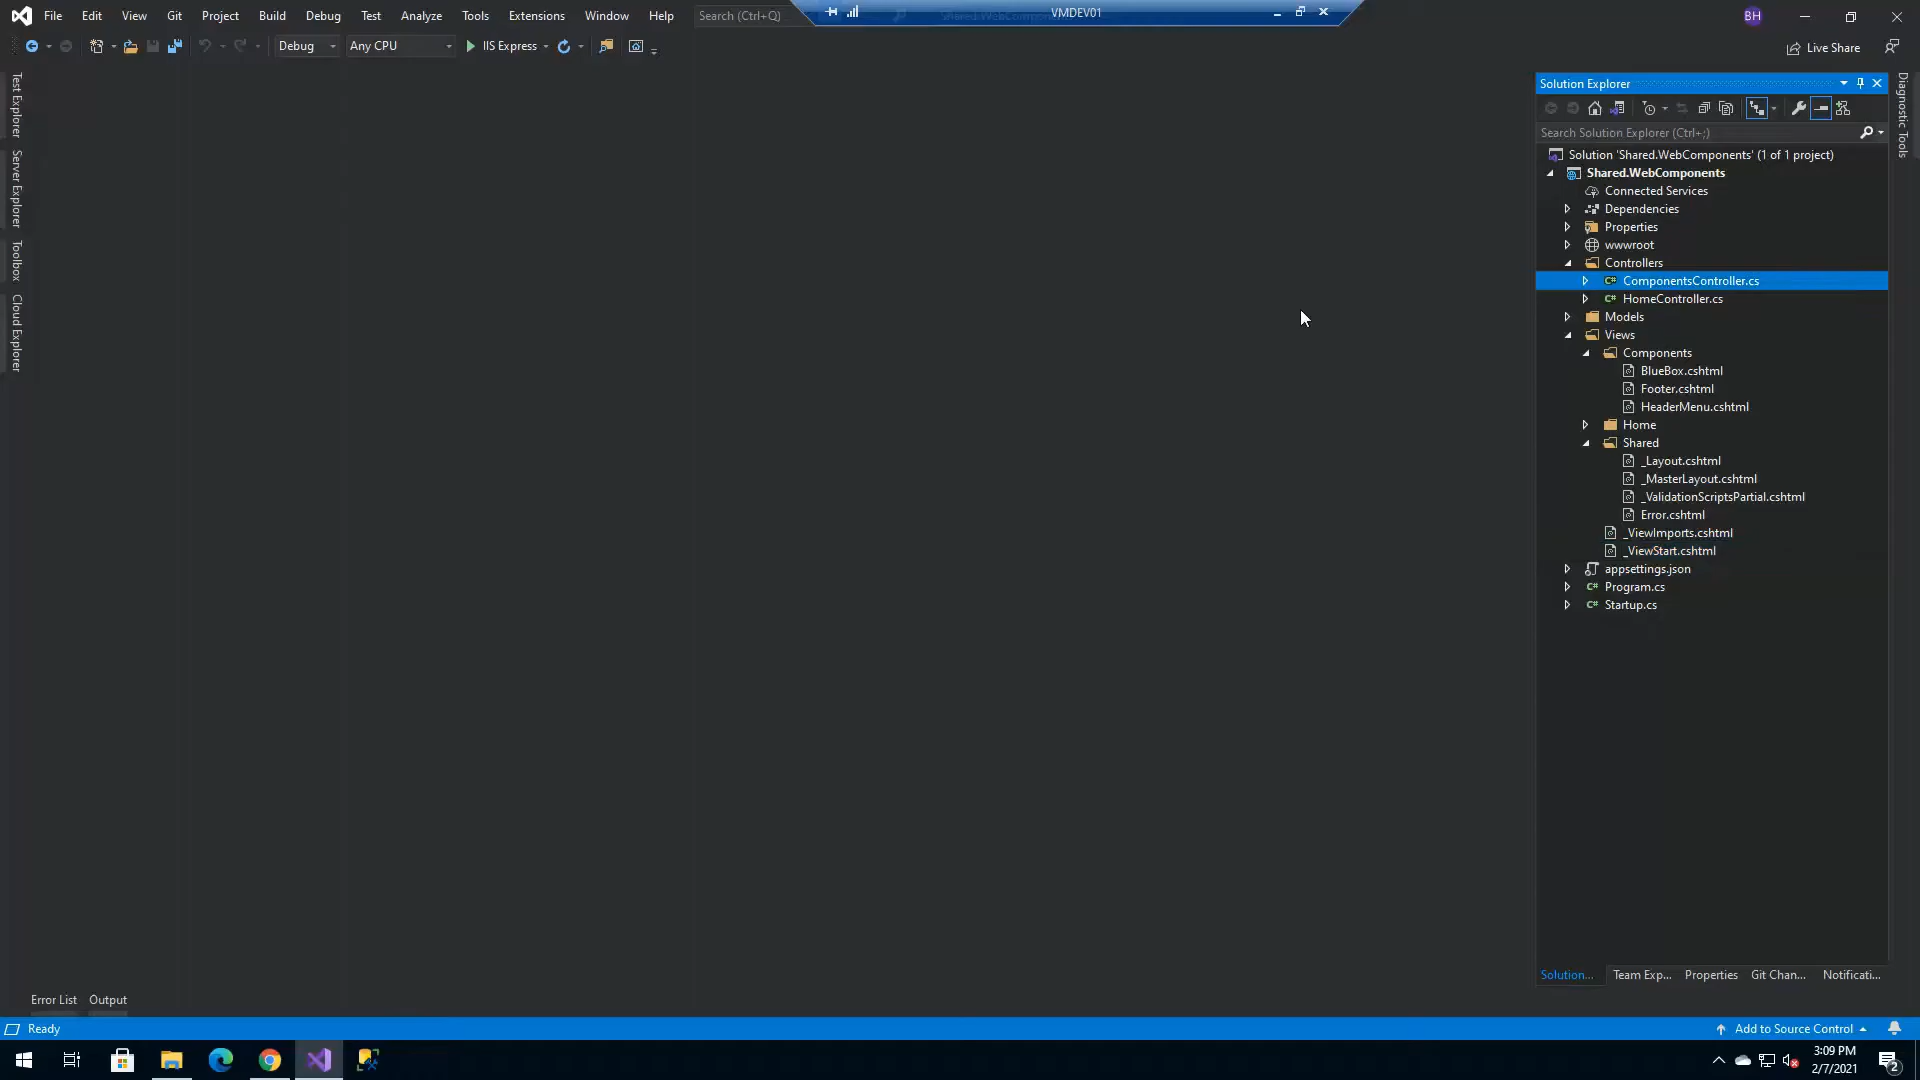 File Edit View Git Project Build Debug Test Analyze Tools Extensions Window Help Search (Ctrl+Q) VMDEV01 BH
Debug Any CPU IIS Express Live Share
Test Explorer
Server Explorer
Toolbox
Cloud Explorer
Solution Explorer
Search Solution Explorer (Ctrl+;)
Solution 'Shared.WebComponents' (1 of 1 project)
Shared.WebComponents
Connected Services
Dependencies
Properties
wwwroot
Controllers
C# ComponentsController.cs
C# HomeController.cs
Models
Views
Components
BlueBox.cshtml
Footer.cshtml
HeaderMenu.cshtml
Home
Shared
_Layout.cshtml
_MasterLayout.cshtml
_ValidationScriptsPartial.cshtml
Error.cshtml
_ViewImports.cshtml
_ViewStart.cshtml
appsettings.json
C# Program.cs
C# Startup.cs
Solution... Team Exp... Properties Git Chan... Notificati...
Diagnostic Tools
Error List Output
Ready Add to Source Control
3:09 PM
2/7/2021
2